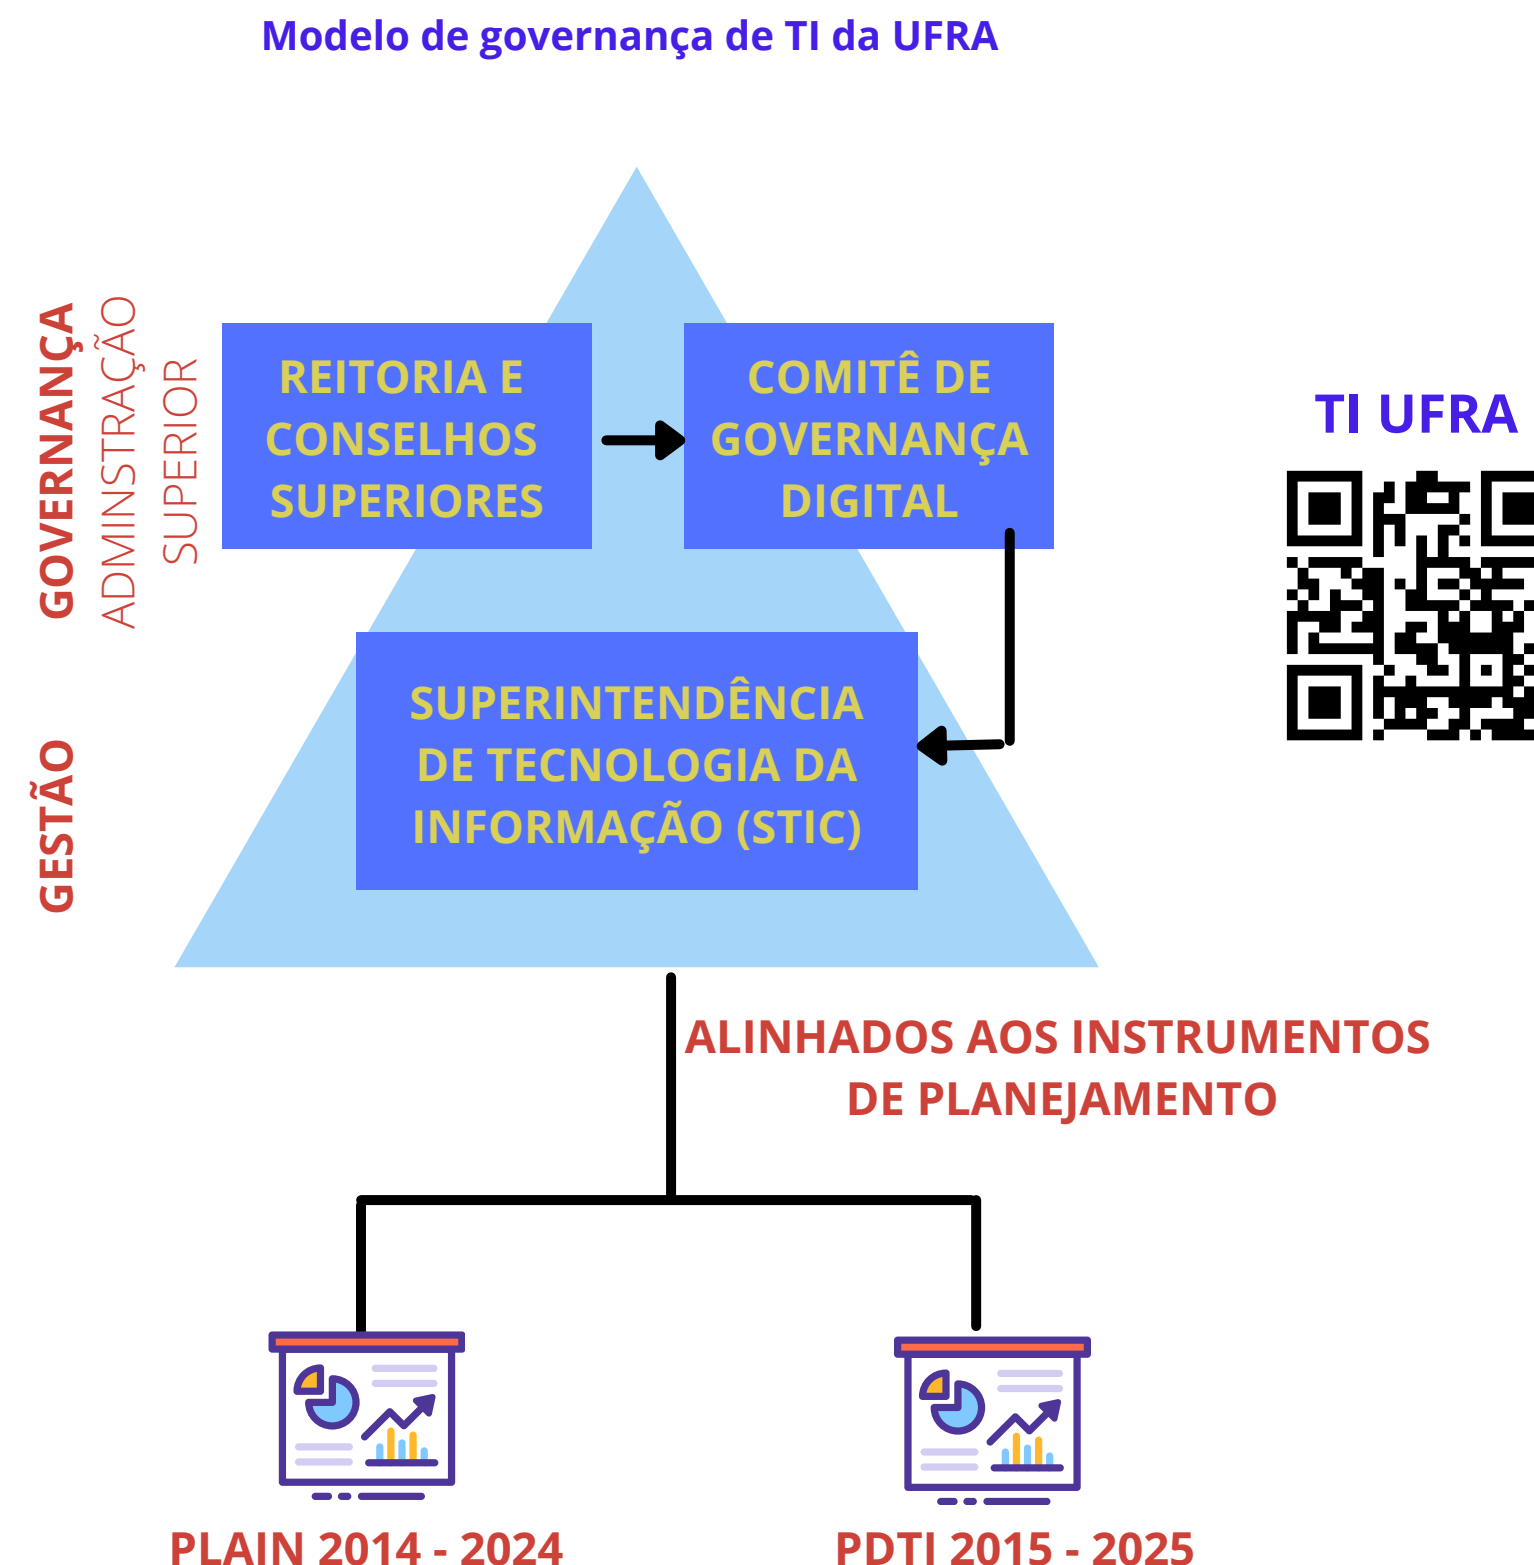 Modelo de governança de TI da UFRA
GOVERNANÇA
ADMINSTRAÇÃO
SUPERIOR
REITORIA E
CONSELHOS
SUPERIORES
COMITÊ DE
GOVERNANÇA
DIGITAL
TI UFRA
GESTÃO
SUPERINTENDÊNCIA
DE TECNOLOGIA DA
INFORMAÇÃO (STIC)
ALINHADOS AOS INSTRUMENTOS
DE PLANEJAMENTO
PLAIN 2014 - 2024
PDTI 2015 - 2025